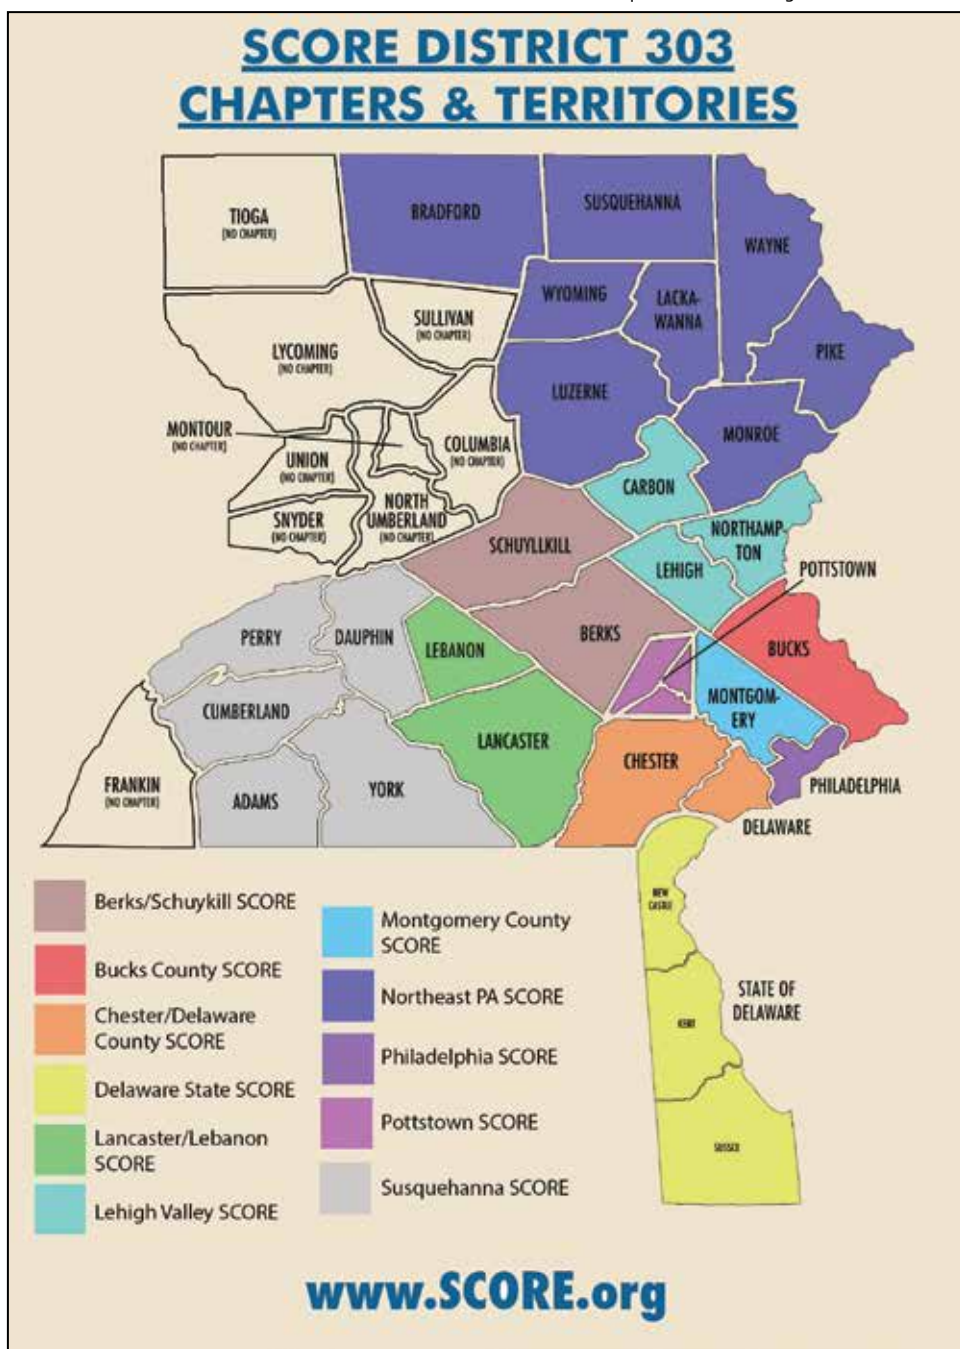 SCORE DISTRICT 303
CHAPTERS & TERRITORIES
TIOGA
(NO CHAPTER)
BRADFORD
SUSQUEHANNA
WAYNE
WYOMING
LACKA-
WANNA
SULLIVAN
(NO CHAPTER)
LYCOMING
(NO CHAPTER)
PIKE
LUZERNE
MONTOUR
(NO CHAPTER)
COLUMBIA
(NO CHAPTER)
MONROE
UNION
(NO CHAPTER)
CARBON
SNYDER
(NO CHAPTER)
NORTH
UMBERLAND
(NO CHAPTER)
NORTHAMP-
TON
SCHUYLLKILL
LEHIGH
POTTSTOWN
PERRY
DAUPHIN
LEBANON
BERKS
BUCKS
CUMBERLAND
MONTGOM-
ERY
LANCASTER
CHESTER
FRANKIN
(NO CHAPTER)
ADAMS
YORK
PHILADELPHIA
DELAWARE
NEW
CASTLE
KENT
SUSSEX
STATE OF
DELAWARE
Berks/Schuykill SCORE
Bucks County SCORE
Chester/Delaware
County SCORE
Delaware State SCORE
Lancaster/Lebanon
SCORE
Lehigh Valley SCORE
Montgomery County
SCORE
Northeast PA SCORE
Philadelphia SCORE
Pottstown SCORE
Susquehanna SCORE
www.SCORE.org